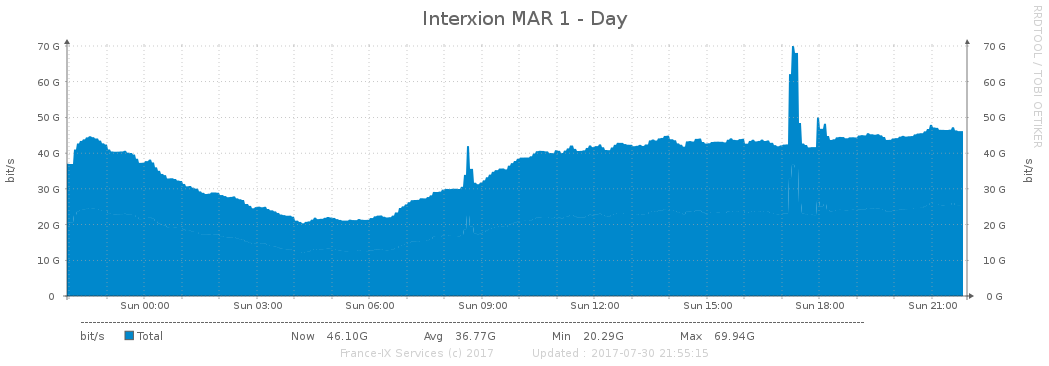 Interxion MAR 1 - Day
RRDTOOL / TOBI OETIKER
bit/s
70 G 70 G
60 G 60 G
50 G 50 G
40 G 40 G
30 G 30 G
20 G 20 G
10 G 10 G
0 0 G
bit/s
Sun 00:00 Sun 03:00 Sun 06:00 Sun 09:00 Sun 12:00 Sun 15:00 Sun 18:00 Sun 21:00
bit/s Total Now 46.10G Avg 36.77G Min 20.29G Max 69.94G
France-IX Services (c) 2017 Updated : 2017-07-30 21:55:15